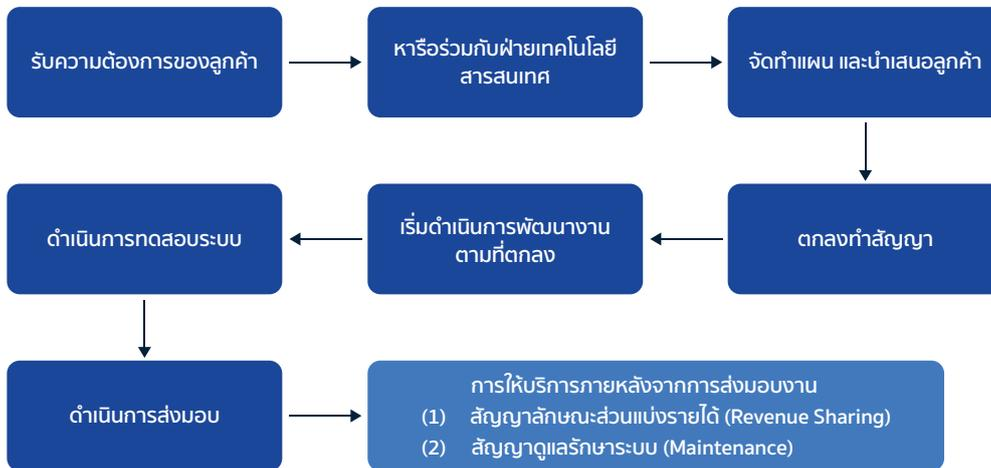 รับความต้องการของลูกค้า
หารือร่วมกับฝ่ายเทคโนโลยี
สารสนเทศ
จัดทำแผน และนำเสนอลูกค้า
ตกลงทำสัญญา
เริ่มดำเนินการพัฒนางาน
ตามที่ตกลง
ดำเนินการทดสอบระบบ
ดำเนินการส่งมอบ
การให้บริการภายหลังจากการส่งมอบงาน
(1) สัญญาลักษณะส่วนแบ่งรายได้ (Revenue Sharing)
(2) สัญญาดูแลรักษาระบบ (Maintenance)